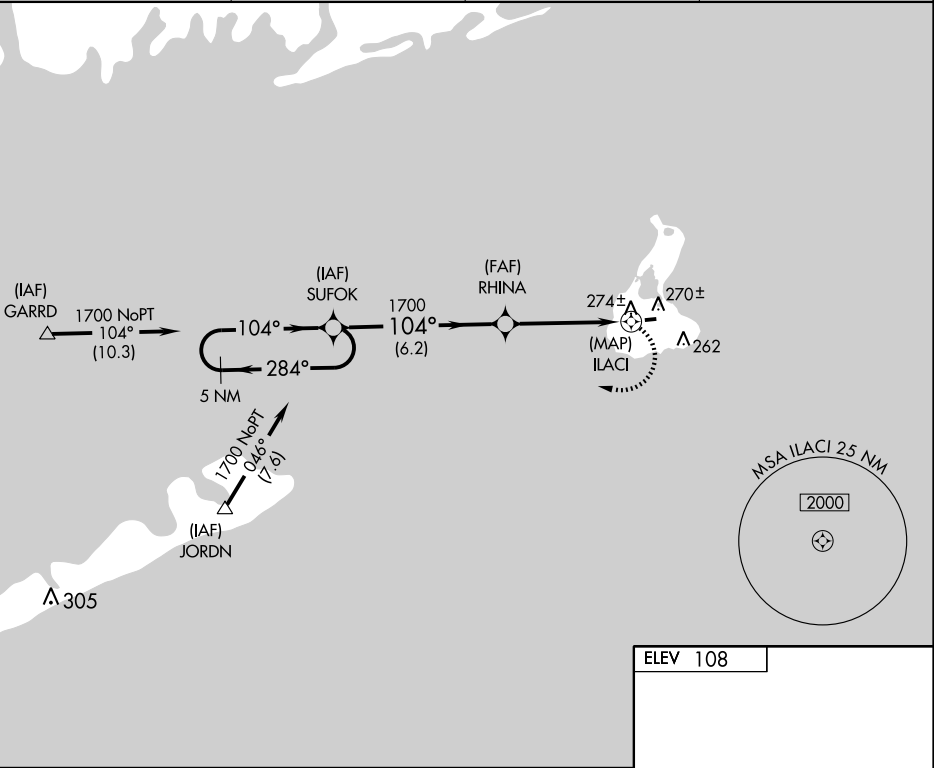 (IAF)
GARRD
1700 NoPT
104°
(10.3)
104°
284°
5 NM
(IAF)
SUFOK
1700
104°
(6.2)
(FAF)
RHINA
274±
270±
262
(MAP)
ILACI
1700 NoPT
046°
(7.6)
(IAF)
JORDN
305
MSA ILACI 25 NM
2000
ELEV 108